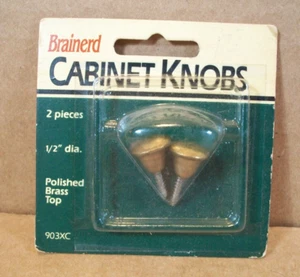 Brainerd
CABINET KNOBS
2 pieces
1/2" dia.
Polished
Brass
Top
903XC